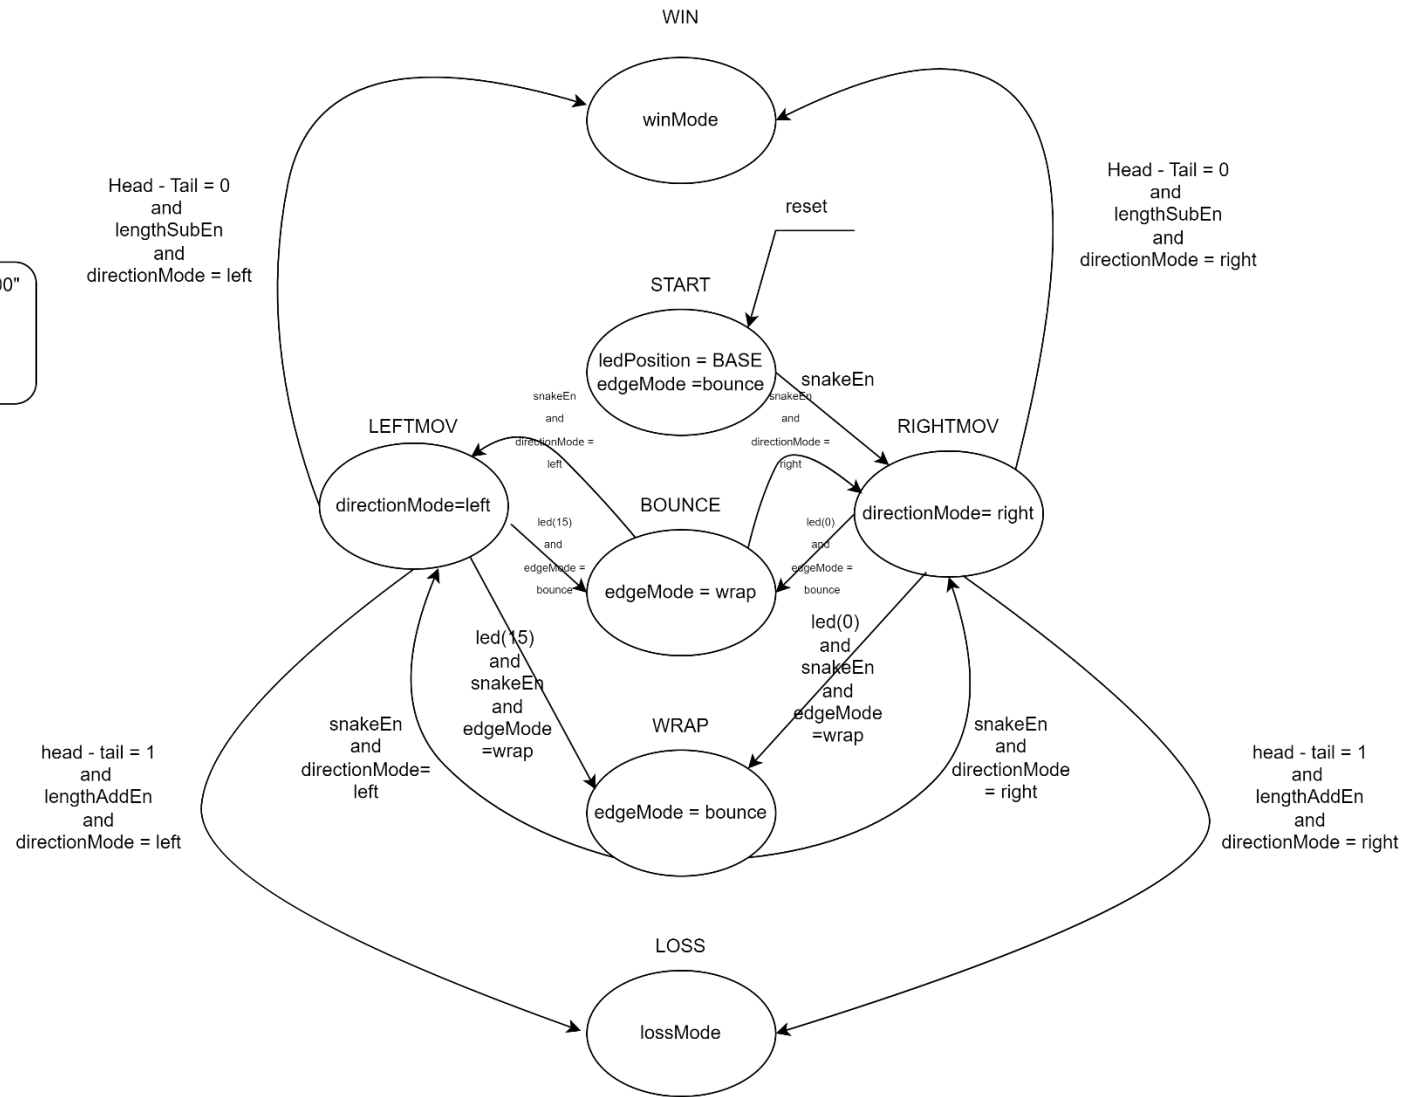 WIN
winMode
Head - Tail = 0
and
lengthSubEn
and
directionMode = left
Head - Tail = 0
and
lengthSubEn
and
directionMode = right
reset
00"
START
ledPosition = BASE
edgeMode =bounce
snakeEn
snakeEn
and
directionMode =
left
snakeEn
and
directionMode =
right
LEFTMOV
directionMode=left
RIGHTMOV
directionMode= right
BOUNCE
edgeMode = wrap
led(15)
and
edgeMode =
bounce
led(0)
and
edgeMode =
bounce
led(15)
and
snakeEn
and
edgeMode
=wrap
led(0)
and
snakeEn
and
edgeMode
=wrap
WRAP
edgeMode = bounce
snakeEn
and
directionMode=
left
snakeEn
and
directionMode
= right
head - tail = 1
and
lengthAddEn
and
directionMode = left
head - tail = 1
and
lengthAddEn
and
directionMode = right
LOSS
lossMode